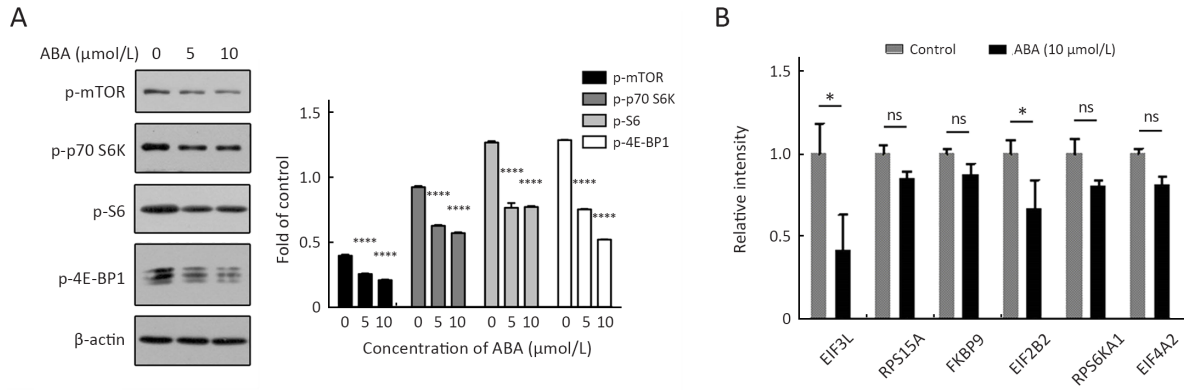 A
ABA (μmol/L) 0 5 10
p-mTOR
p-p70 S6K
p-S6
p-4E-BP1
β-actin
Fold of control
1.5
1.0
0.5
0
p-mTOR
p-p70 S6K
p-S6
p-4E-BP1
**** ****
**** ****
**** ****
**** ****
0 5 10 0 5 10 0 5 10 0 5 10
Concentration of ABA (μmol/L)
B
Control ABA (10 μmol/L)
Relative intensity
1.5
1.0
0.5
0
* ns ns * ns ns
EIF3L RPS15A FKBP9 EIF2B2 RPS6KA1 EIF4A2